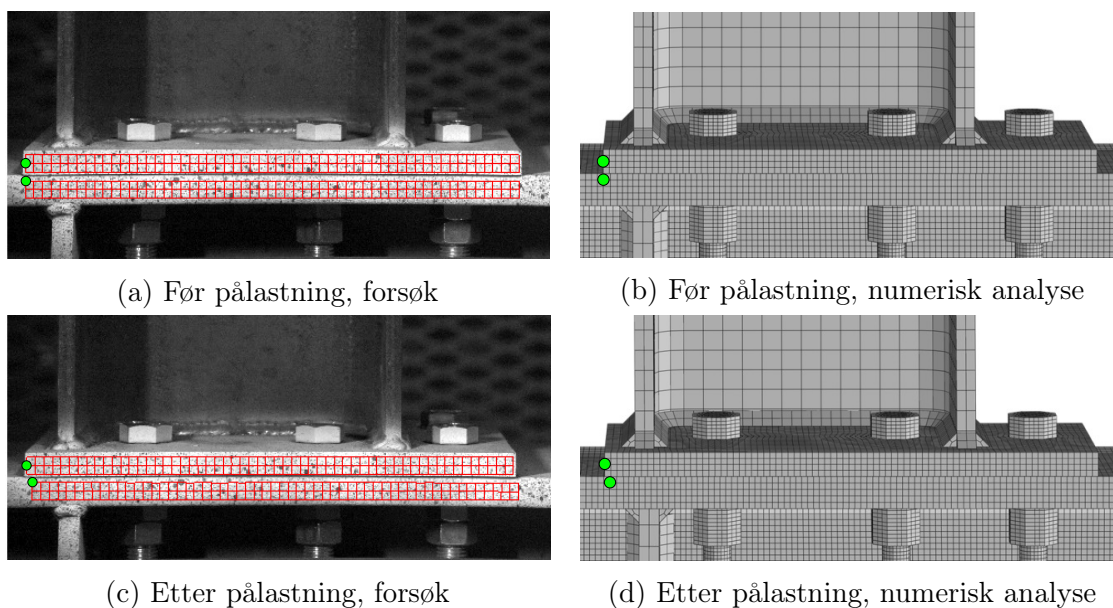 (a) Før pålastning, forsøk
(b) Før pålastning, numerisk analyse
(c) Etter pålastning, forsøk
(d) Etter pålastning, numerisk analyse